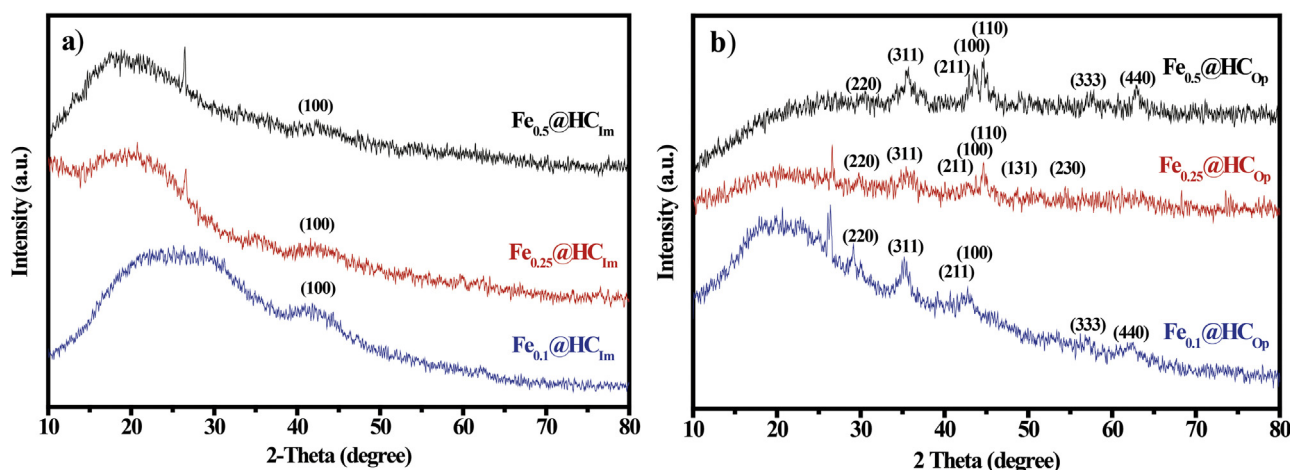 a)
(100)
Fe0.5@HCIm
(100)
Fe0.25@HCIm
(100)
Fe0.1@HCIm
Intensity (a.u.)
10 20 30 40 50 60 70 80
2-Theta (degree)
b)
(110)
(100)
(311) (211)
(220) (333) (440)
Fe0.5@HCOp
(110)
(100)
(220) (311) (211) (131) (230)
Fe0.25@HCOp
(220) (311) (100)
(211)
(333) (440)
Fe0.1@HCOp
Intensity (a.u.)
10 20 30 40 50 60 70 80
2 Theta (degree)